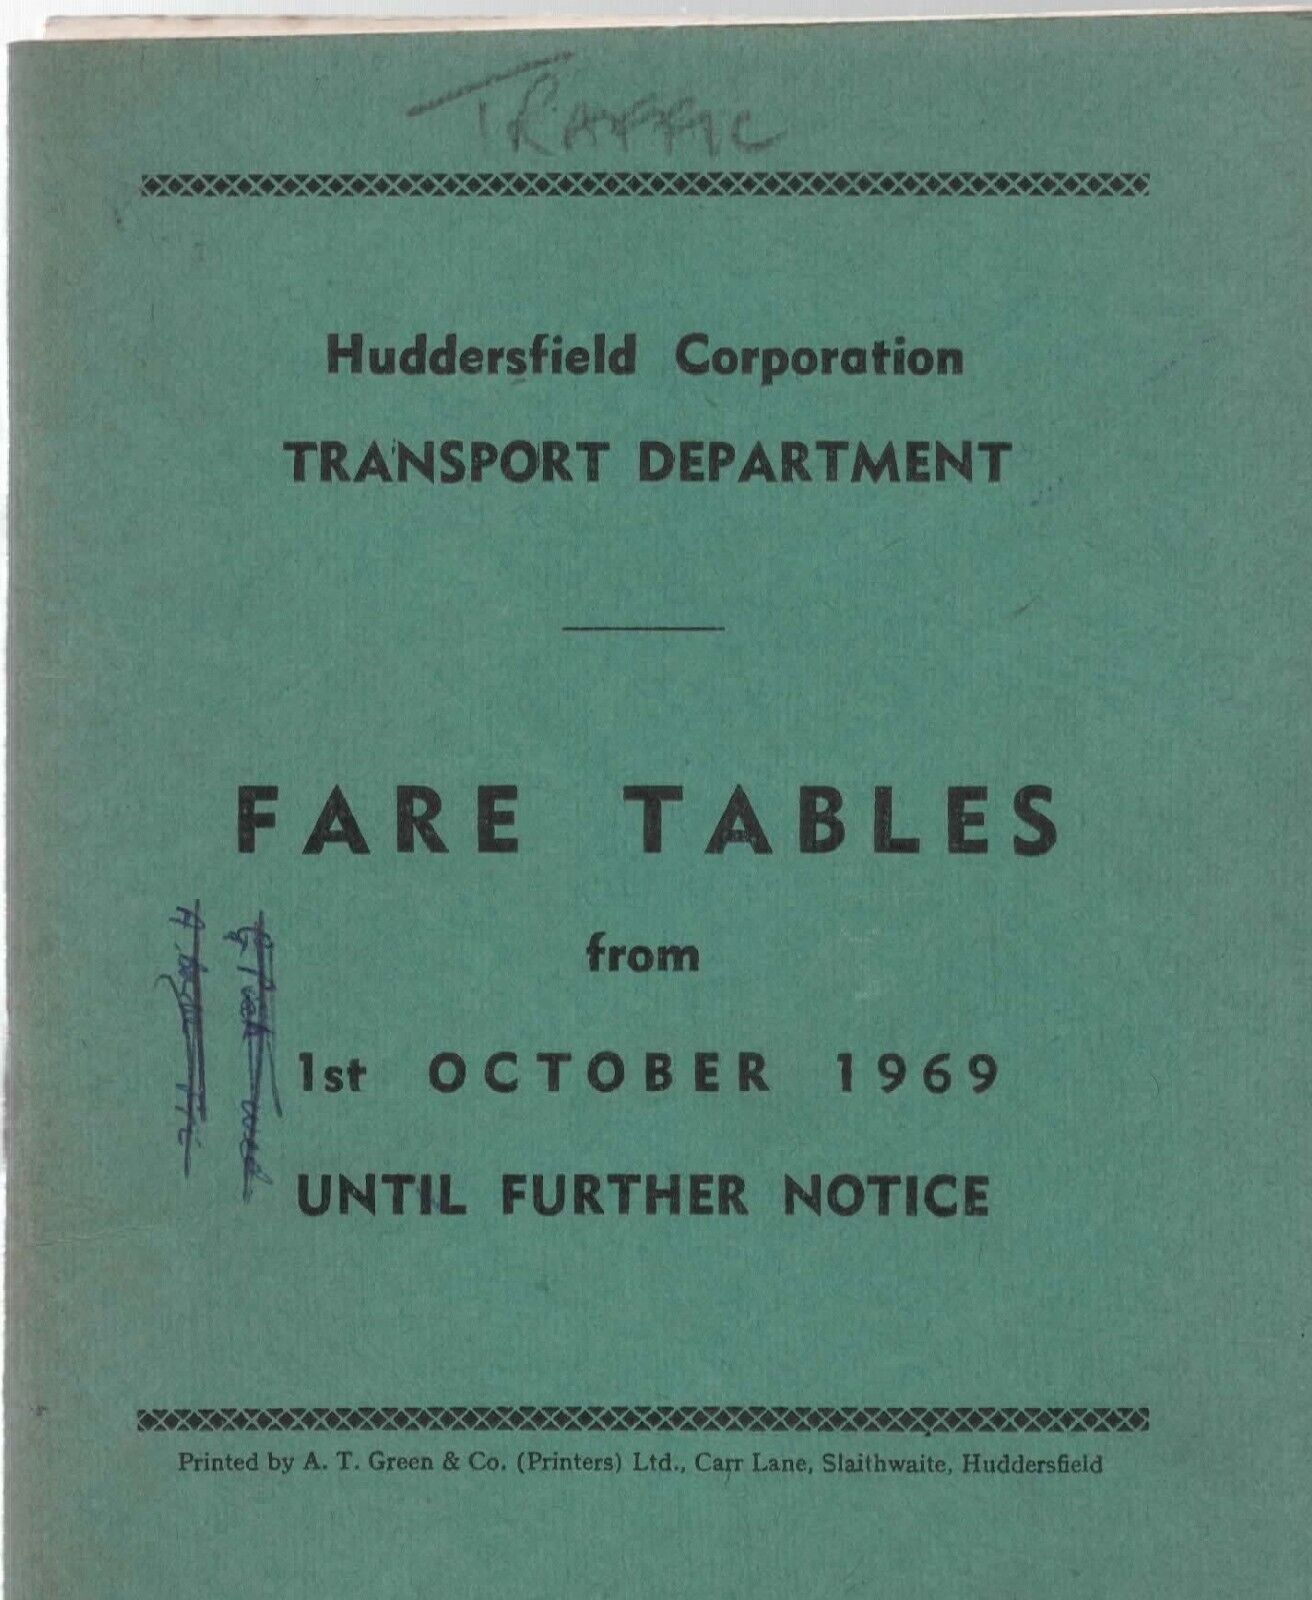 TRAFFIC
Huddersfield Corporation
TRANSPORT DEPARTMENT
FARE TABLES
from
1st OCTOBER 1969
UNTIL FURTHER NOTICE
Printed by A. T. Green & Co. (Printers) Ltd., Carr Lane, Slaithwaite, Huddersfield